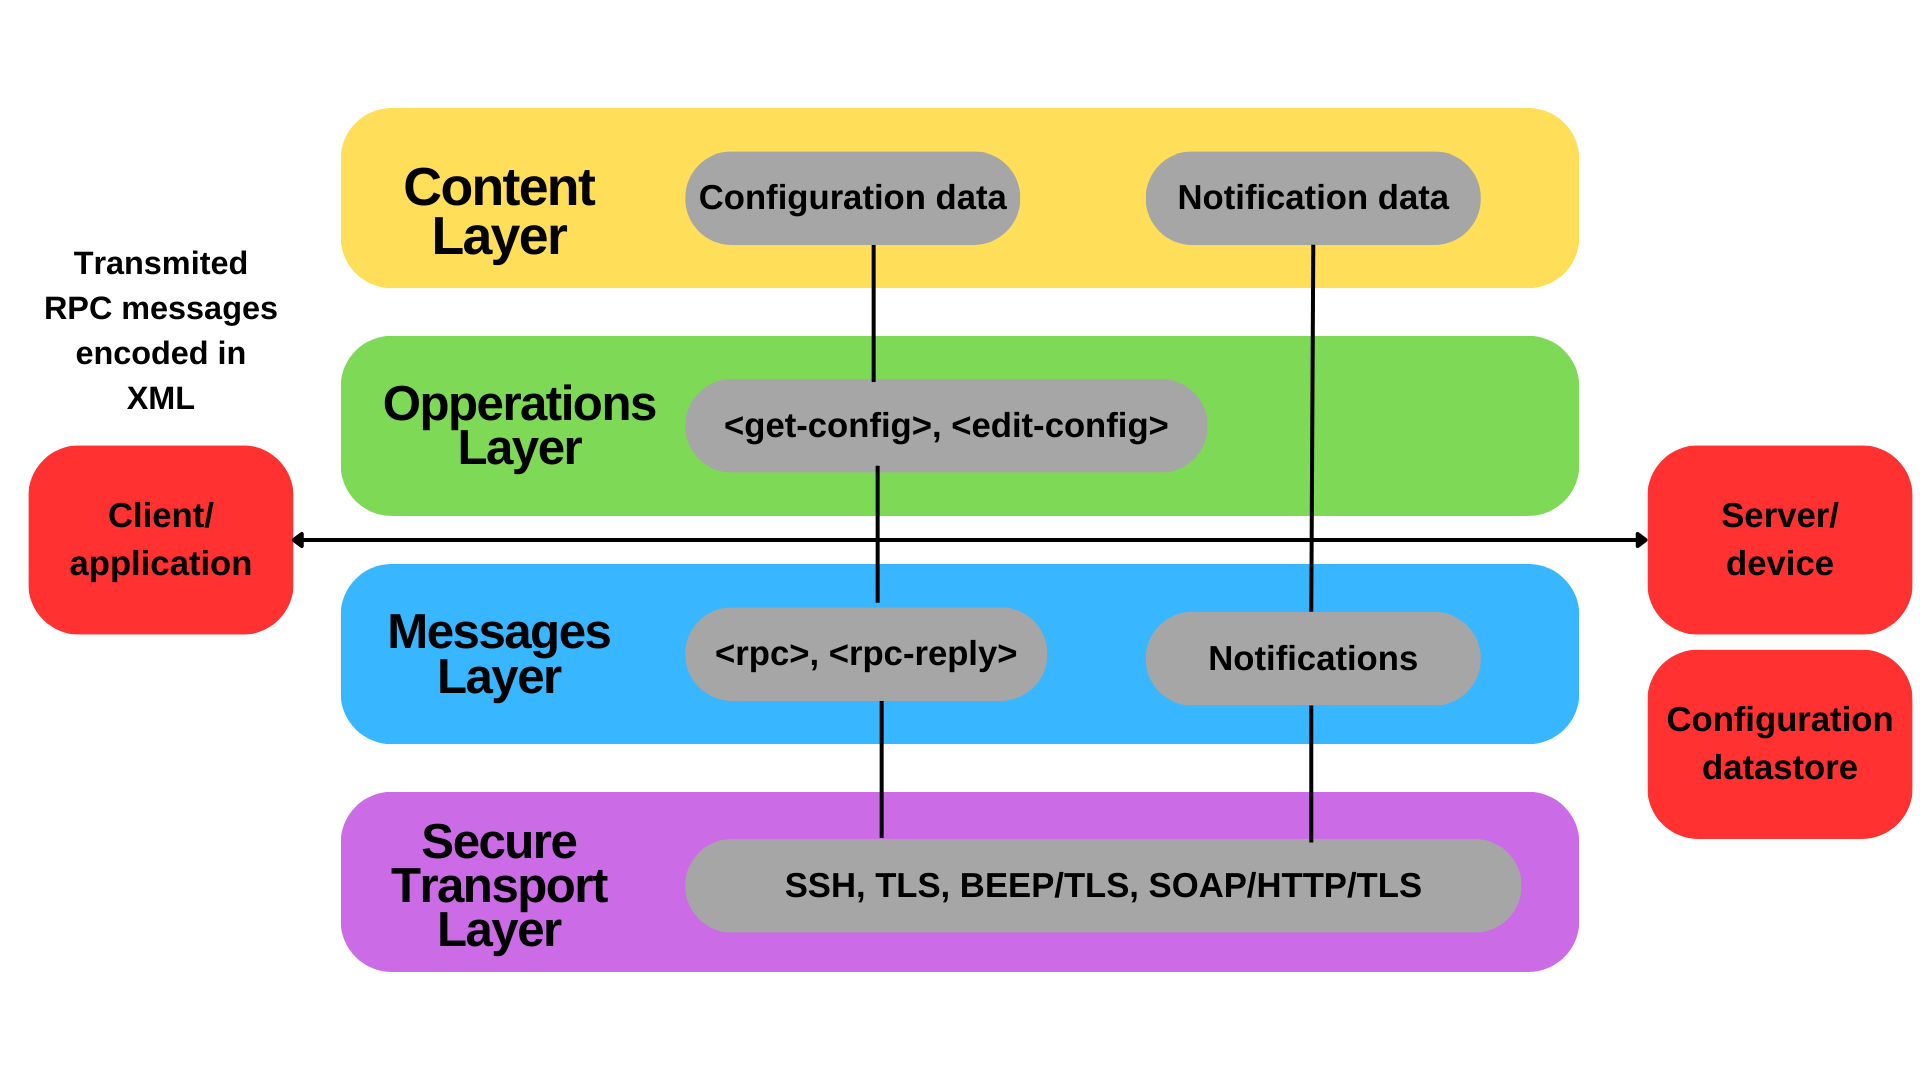 Content
Layer
Configuration data
Notification data
Transmited
RPC messages
encoded in
XML
Opperations
Layer
<get-config>, <edit-config>
Client/
application
Server/
device
Messages
Layer
<rpc>, <rpc-reply>
Notifications
Configuration
datastore
Secure
Transport
Layer
SSH, TLS, BEEP/TLS, SOAP/HTTP/TLS